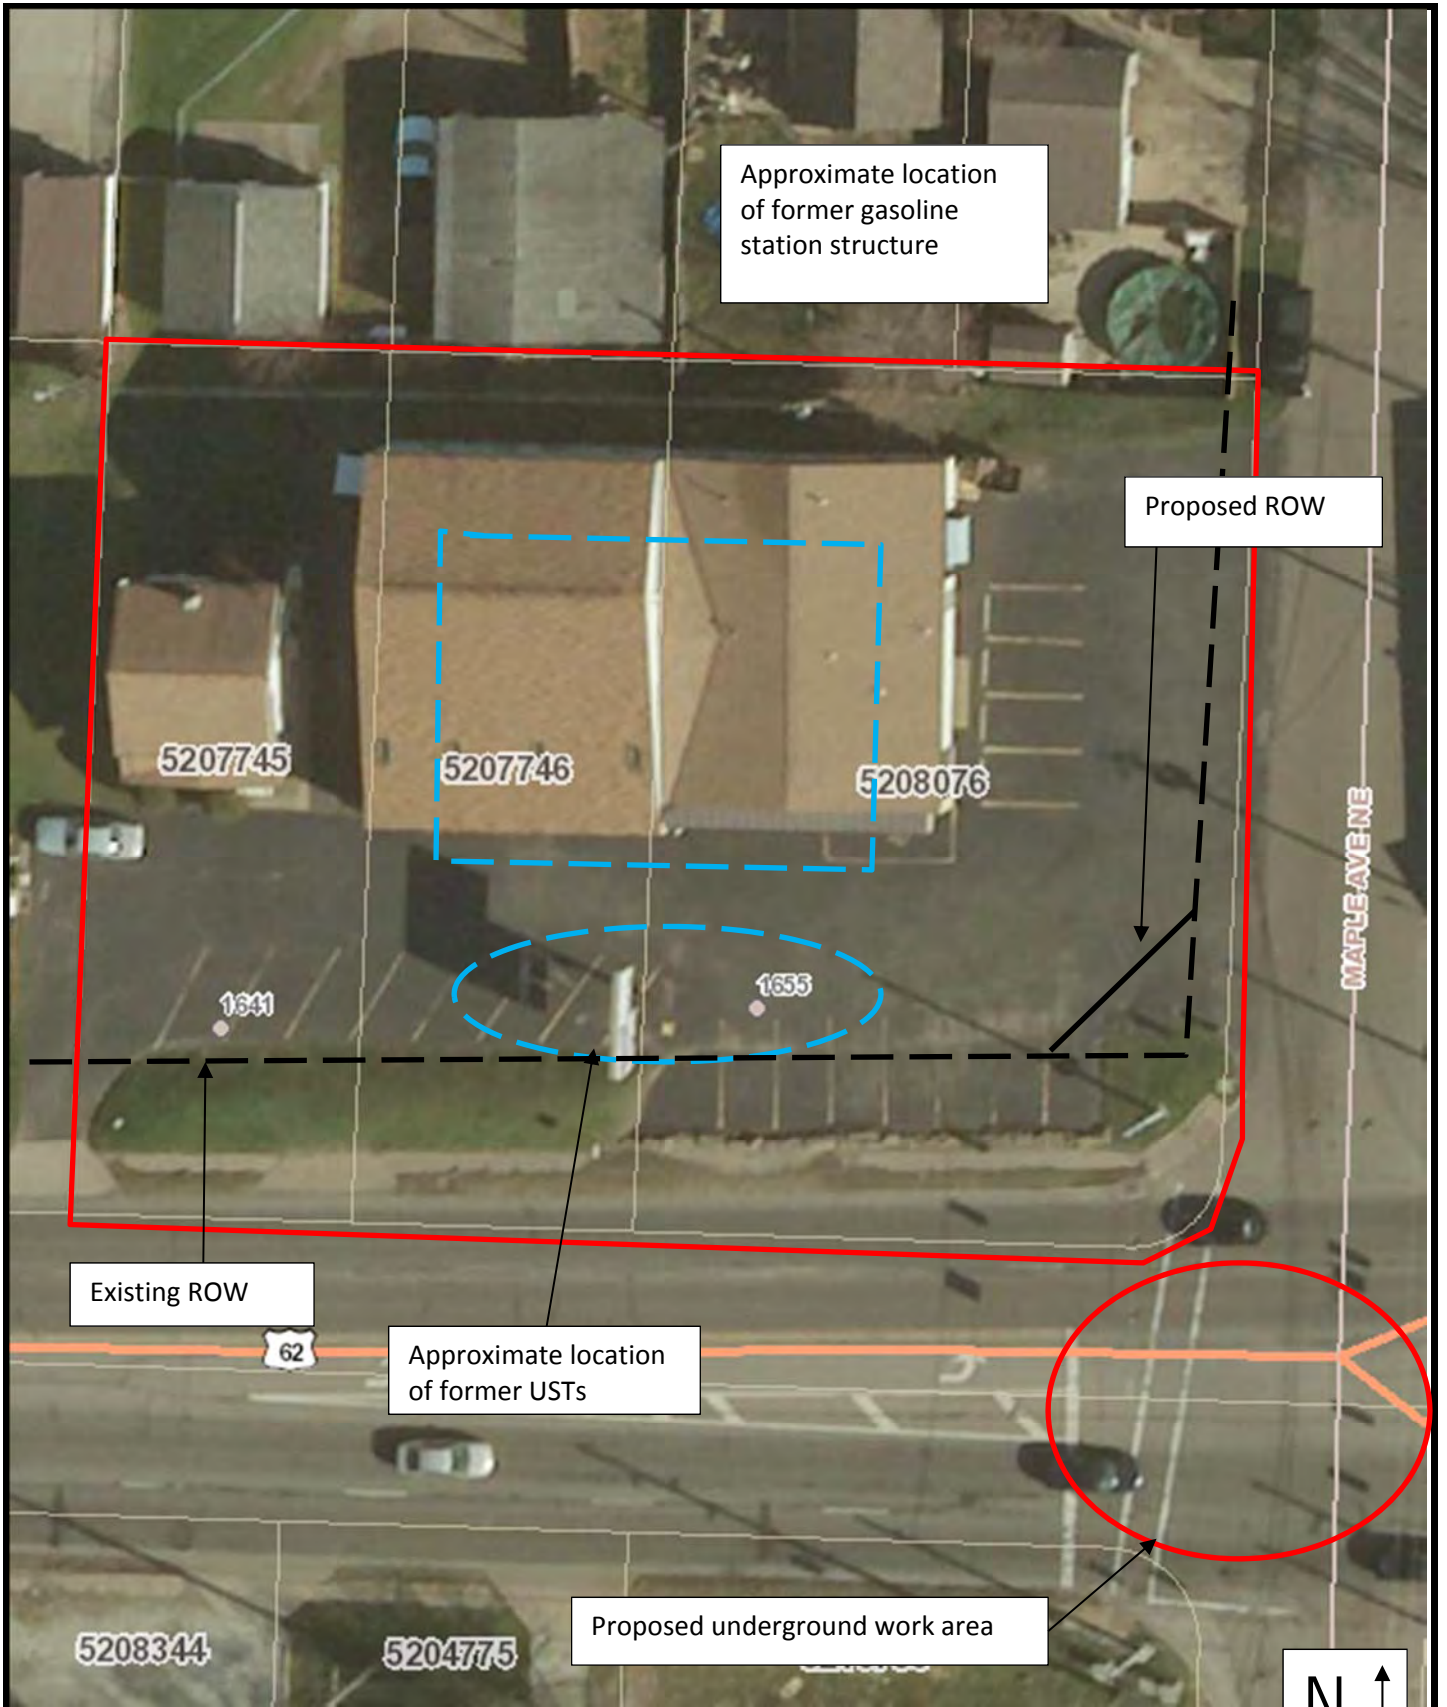 Approximate location
of former gasoline
station structure
Proposed ROW
5207745
5207746
5208076
MAPLE AVE NE
1641
1655
Existing ROW
62
Approximate location
of former USTs
Proposed underground work area
5208344
5204775
N